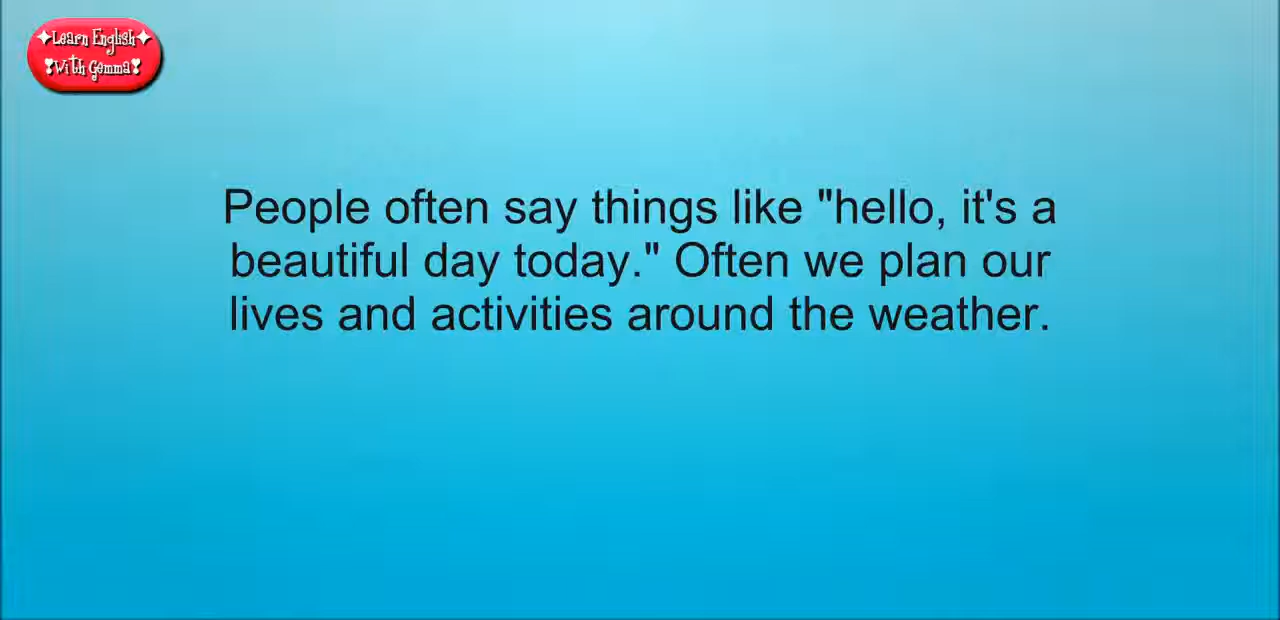 ✦Learn English✦
❣With Gemma❣
People often say things like "hello, it's a
beautiful day today." Often we plan our
lives and activities around the weather.